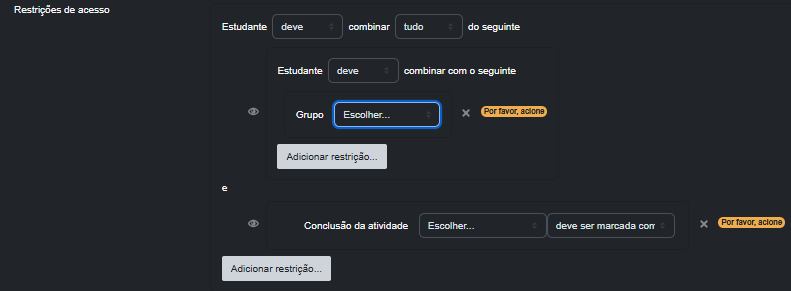 Restrições de acesso
Estudante deve combinar tudo do seguinte
Estudante deve combinar com o seguinte
Grupo Escolher... × Por favor, acione
Adicionar restrição...
e
Conclusão da atividade Escolher... deve ser marcada com × Por favor, acione
Adicionar restrição...